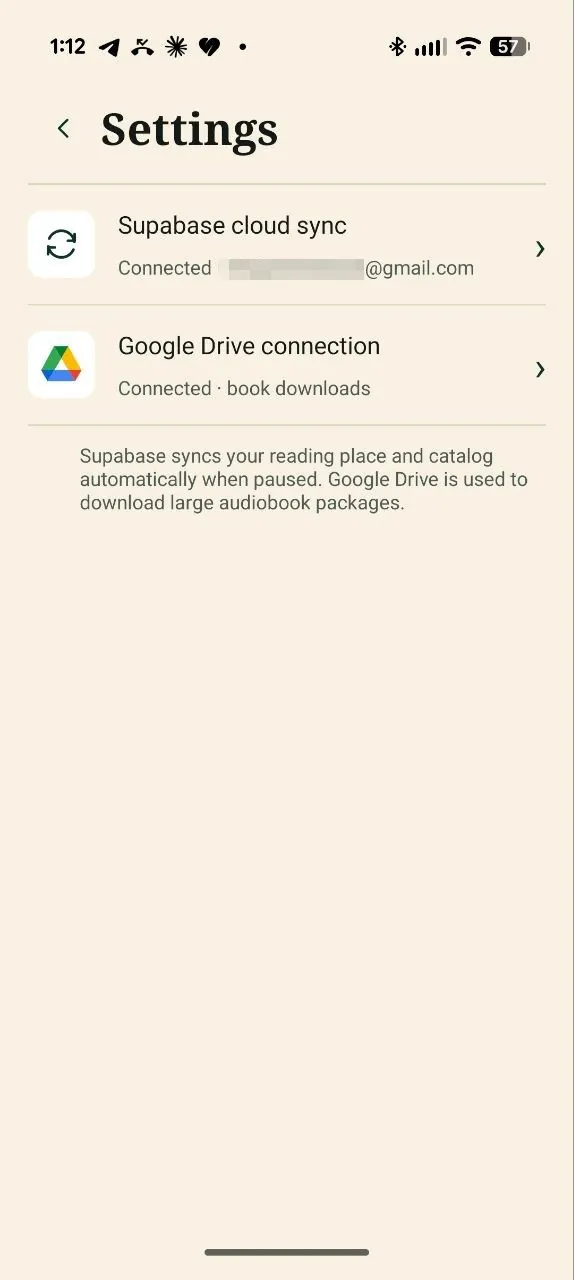 1:12
57
Settings
Supabase cloud sync
Connected @gmail.com
Google Drive connection
Connected · book downloads
Supabase syncs your reading place and catalog
automatically when paused. Google Drive is used to
download large audiobook packages.